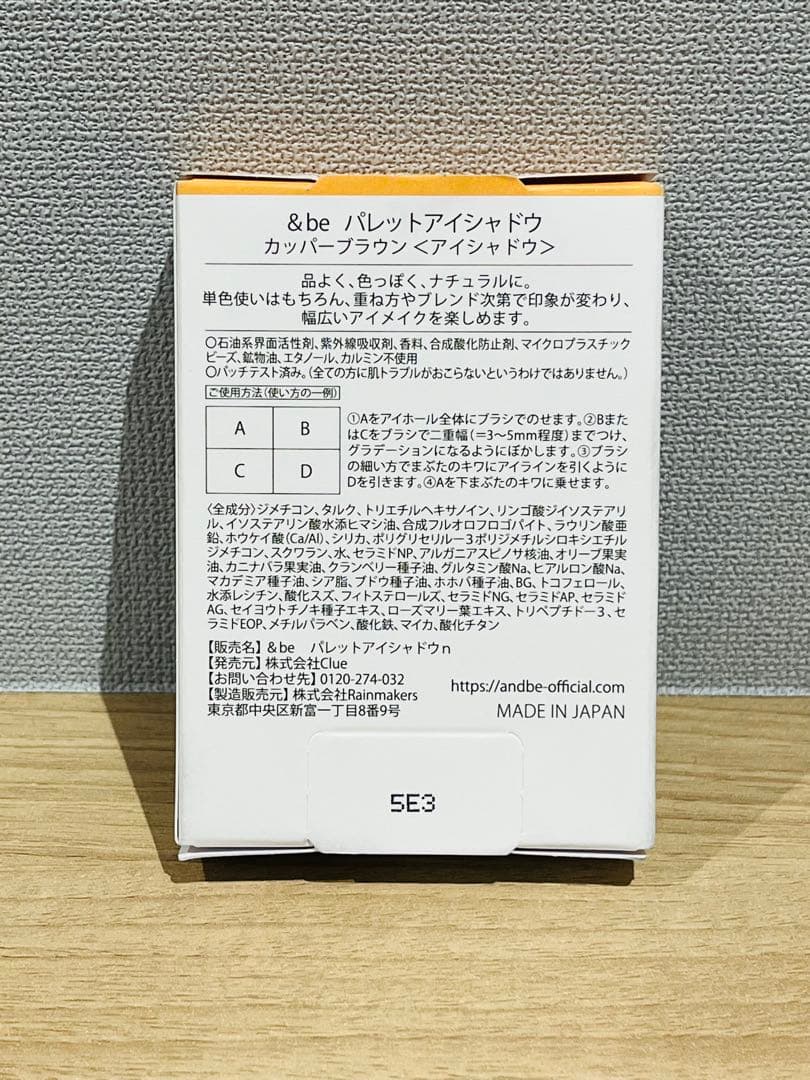 &be パレットアイシャドウ
カッパーブラウン＜アイシャドウ＞
品よく、色っぽく、ナチュラルに。
単色使いはもちろん、重ね方やブレンド次第で印象が変わり、
幅広いアイメイクを楽しめます。
○石油系界面活性剤、紫外線吸収剤、香料、合成酸化防止剤、マイクロプラスチック
ビーズ、鉱物油、エタノール、カルミン不使用
○パッチテスト済み。（全ての方に肌トラブルがおこらないというわけではありません。）
ご使用方法（使い方の一例）
A B
C D
①Aをアイホール全体にブラシでのせます。②Bまた
はCをブラシで二重幅（＝3～5mm程度）までつけ、
グラデーションになるようにぼかします。③ブラシ
の細い方でまぶたのキワにアイラインを引くように
Dを引きます。④Aを下まぶたのキワに乗せます。
〈全成分〉ジメチコン、タルク、トリエチルヘキサノイン、リンゴ酸ジイソステアリ
ル、イソステアリン酸水添ヒマシ油、合成フルオロフロゴパイト、ラウリン酸亜
鉛、ホウケイ酸（Ca/Al）、シリカ、ポリグリセリルー3ポリジメチルシロキシエチル
ジメチコン、スクワラン、水、セラミドNP、アルガニアスピノサ核油、オリーブ果実
油、カニナバラ果実油、クランベリー種子油、グルタミン酸Na、ヒアルロン酸Na、
マカデミア種子油、シア脂、ブドウ種子油、ホホバ種子油、BG、トコフェロール、
水添レシチン、酸化スズ、フィトステロールズ、セラミドNG、セラミドAP、セラミド
AG、セイヨウトチノキ種子エキス、ローズマリー葉エキス、トリペプチドー3、セ
ラミドEOP、メチルパラベン、酸化鉄、マイカ、酸化チタン
【販売名】&be パレットアイシャドウn
【発売元】株式会社Clue
【お問い合わせ先】0120-274-032
【製造販売元】株式会社Rainmakers
東京都中央区新富一丁目8番9号
https://andbe-official.com
MADE IN JAPAN
5E3